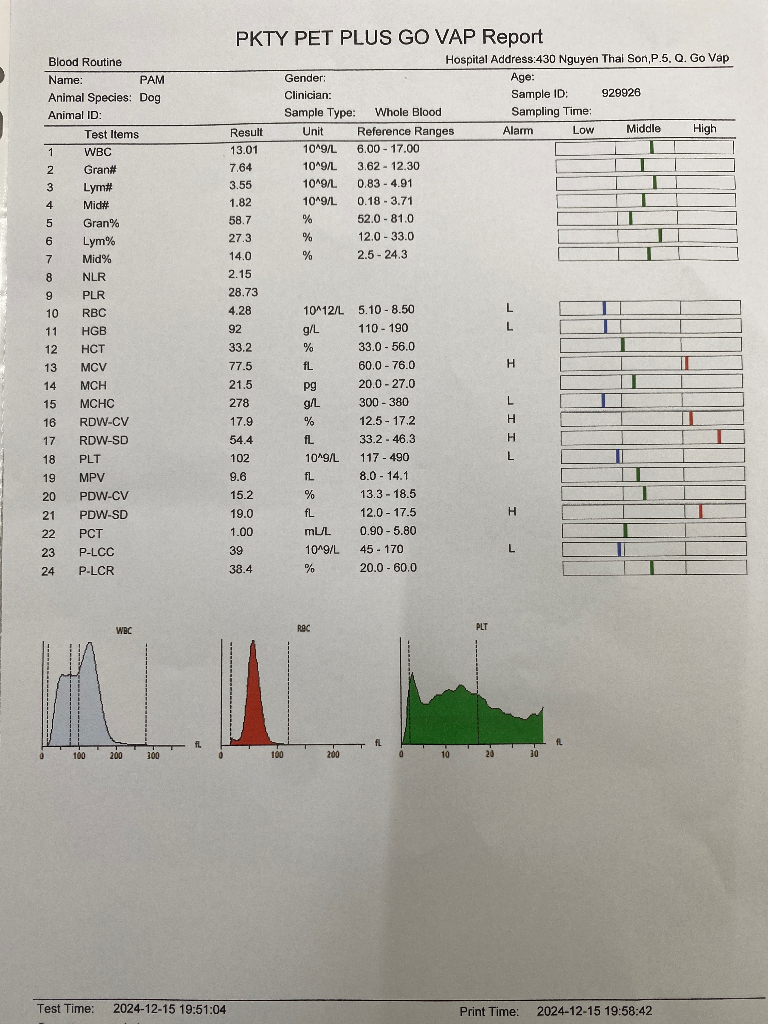 PKTY PET PLUS GO VAP Report
Blood Routine Hospital Address:430 Nguyen Thai Son,P.5, Q. Go Vap
Name: PAM Gender: Age:
Animal Species: Dog Clinician: Sample ID: 929926
Animal ID: Sample Type: Whole Blood Sampling Time:
Test Items Result Unit Reference Ranges Alarm Low Middle High
1 WBC 13.01 10^9/L 6.00 - 17.00
2 Gran# 7.64 10^9/L 3.62 - 12.30
3 Lym# 3.55 10^9/L 0.83 - 4.91
4 Mid# 1.82 10^9/L 0.18 - 3.71
5 Gran% 58.7 % 52.0 - 81.0
6 Lym% 27.3 % 12.0 - 33.0
7 Mid% 14.0 % 2.5 - 24.3
8 NLR 2.15
9 PLR 28.73
10 RBC 4.28 10^12/L 5.10 - 8.50 L
11 HGB 92 g/L 110 - 190 L
12 HCT 33.2 % 33.0 - 56.0
13 MCV 77.5 fL 60.0 - 76.0 H
14 MCH 21.5 pg 20.0 - 27.0
15 MCHC 278 g/L 300 - 380 L
16 RDW-CV 17.9 % 12.5 - 17.2 H
17 RDW-SD 54.4 fL 33.2 - 46.3 H
18 PLT 102 10^9/L 117 - 490 L
19 MPV 9.6 fL 8.0 - 14.1
20 PDW-CV 15.2 % 13.3 - 18.5
21 PDW-SD 19.0 fL 12.0 - 17.5 H
22 PCT 1.00 mL/L 0.90 - 5.80
23 P-LCC 39 10^9/L 45 - 170 L
24 P-LCR 38.4 % 20.0 - 60.0
WBC RBC PLT
0 100 200 300 fL 0 100 200 fL 0 10 20 30 fL
Test Time: 2024-12-15 19:51:04 Print Time: 2024-12-15 19:58:42